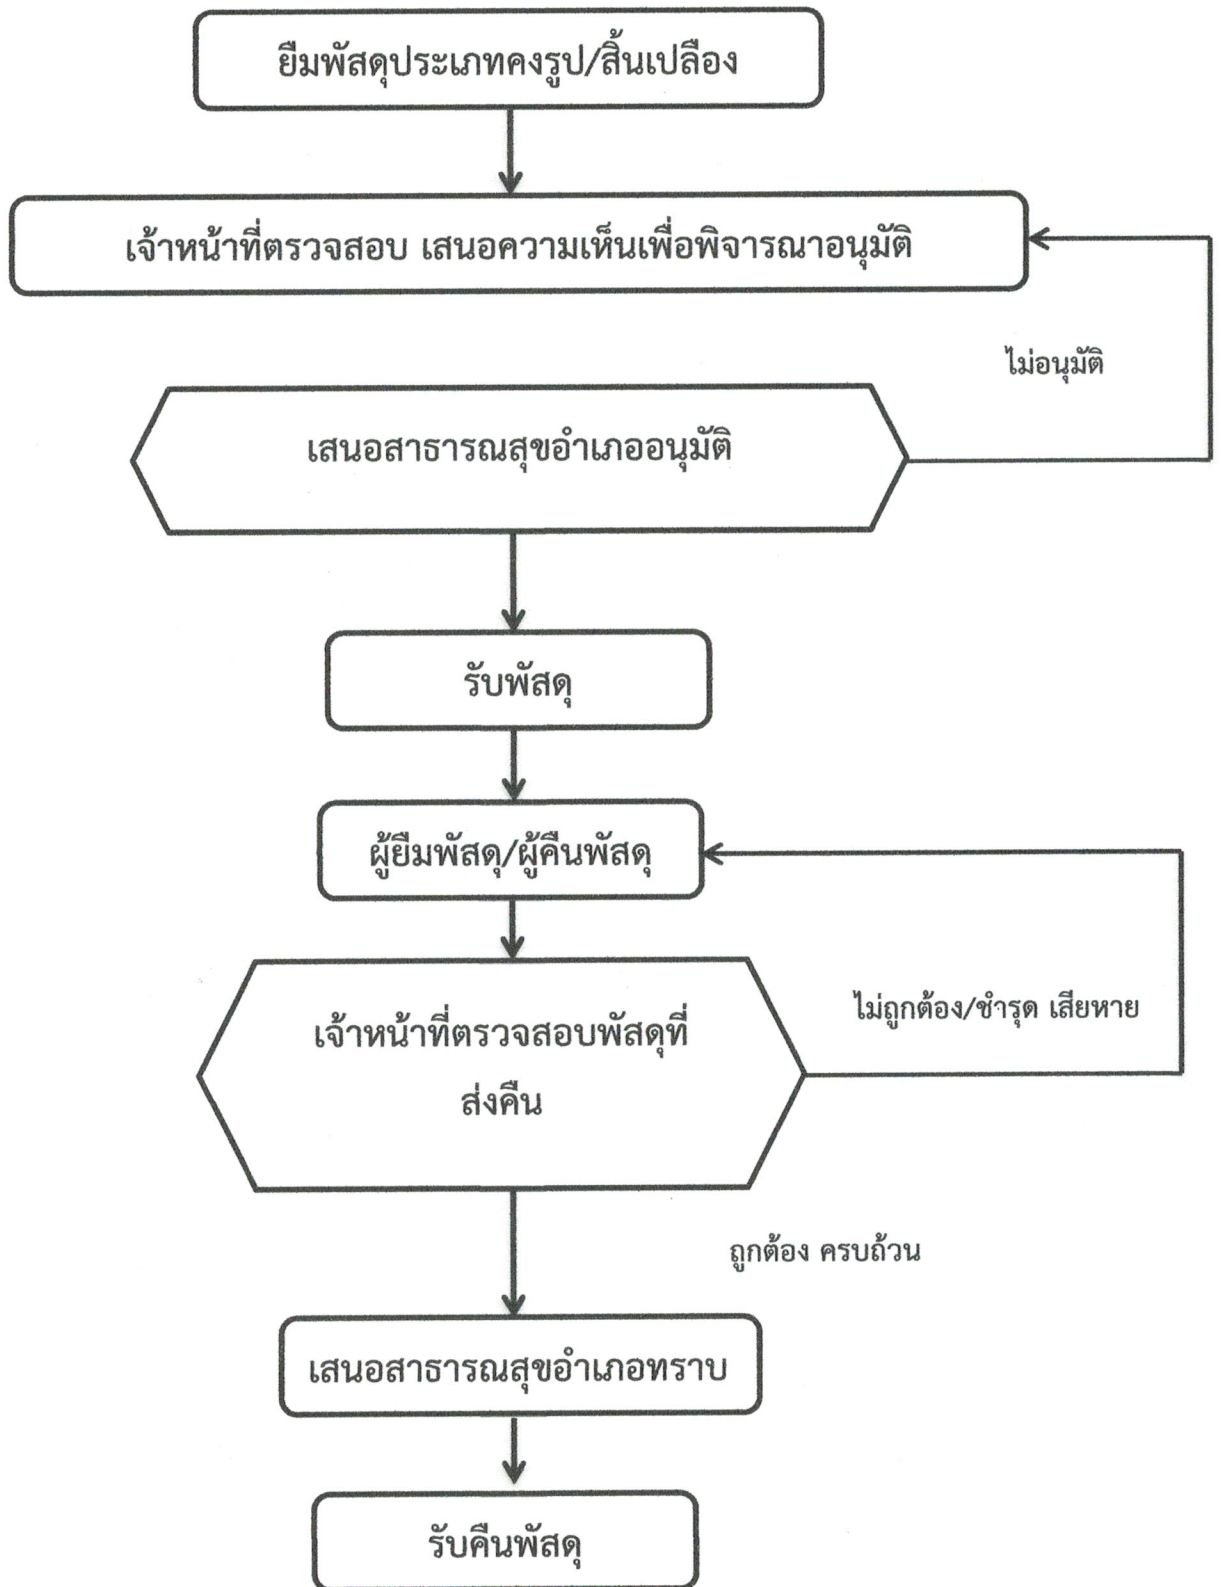 ยืมพัสดุประเภทคงรูป/สิ้นเปลือง
เจ้าหน้าที่ตรวจสอบ เสนอความเห็นเพื่อพิจารณาอนุมัติ
ไม่อนุมัติ
เสนอสาธารณสุขอำเภออนุมัติ
รับพัสดุ
ผู้ยืมพัสดุ/ผู้คืนพัสดุ
ไม่ถูกต้อง/ชำรุด เสียหาย
เจ้าหน้าที่ตรวจสอบพัสดุที่
ส่งคืน
ถูกต้อง ครบถ้วน
เสนอสาธารณสุขอำเภอทราบ
รับคืนพัสดุ